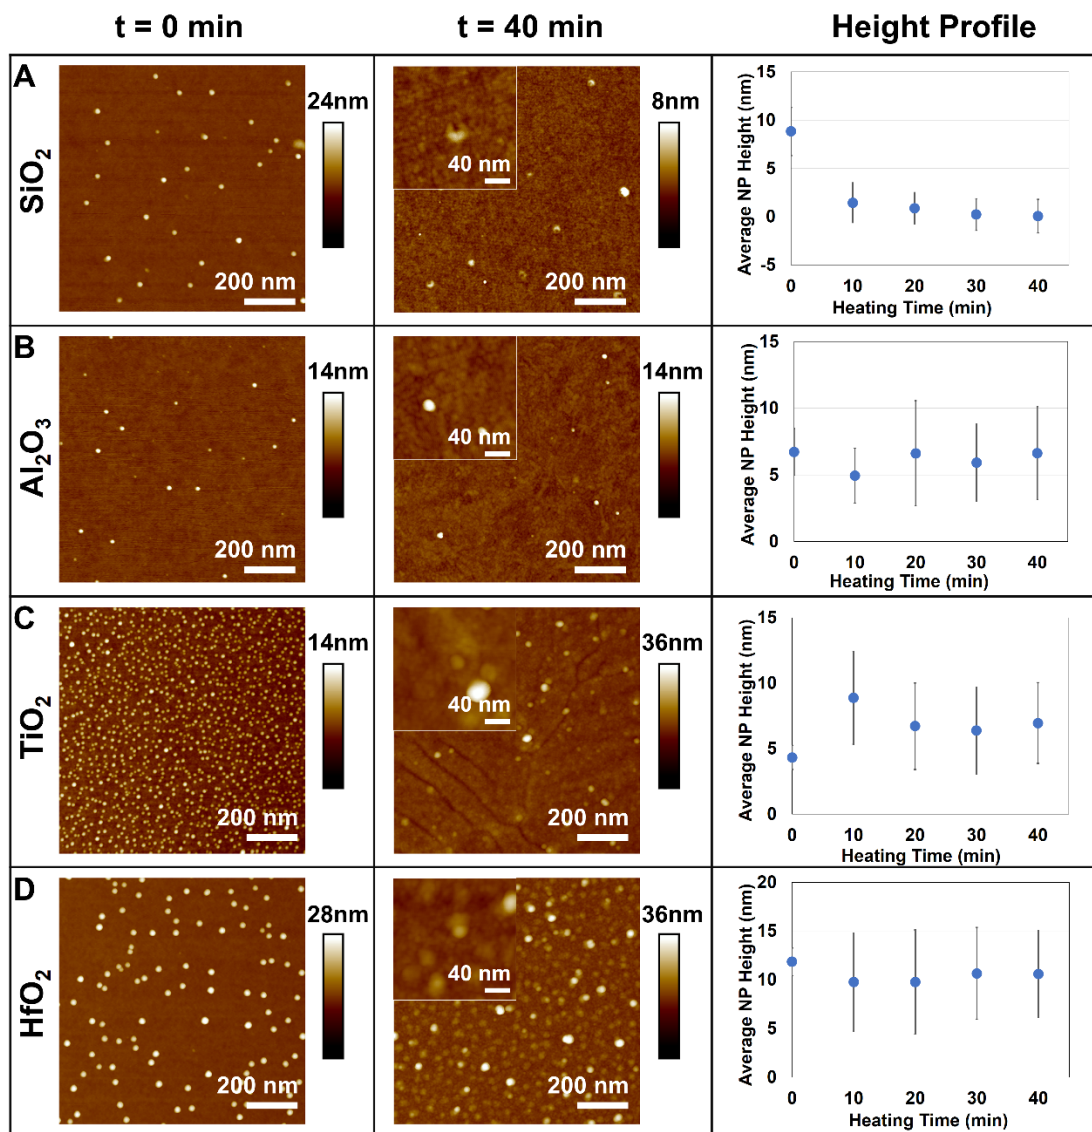 t = 0 min
t = 40 min
Height Profile
A
SiO₂
24nm
200 nm
40 nm
8nm
200 nm
Average NP Height (nm)
15
10
5
0
-5
0 10 20 30 40
Heating Time (min)
B
Al₂O₃
14nm
200 nm
40 nm
14nm
200 nm
Average NP Height (nm)
15
10
5
0
0 10 20 30 40
Heating Time (min)
C
TiO₂
14nm
200 nm
40 nm
36nm
200 nm
Average NP Height (nm)
15
10
5
0
0 10 20 30 40
Heating Time (min)
D
HfO₂
28nm
200 nm
40 nm
36nm
200 nm
Average NP Height (nm)
20
15
10
5
0
0 10 20 30 40
Heating Time (min)